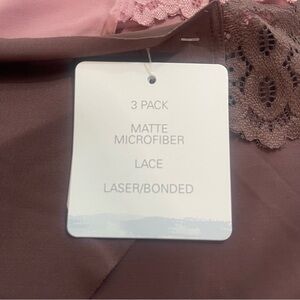 3 PACK
MATTE
MICROFIBER
LACE
LASER/BONDED